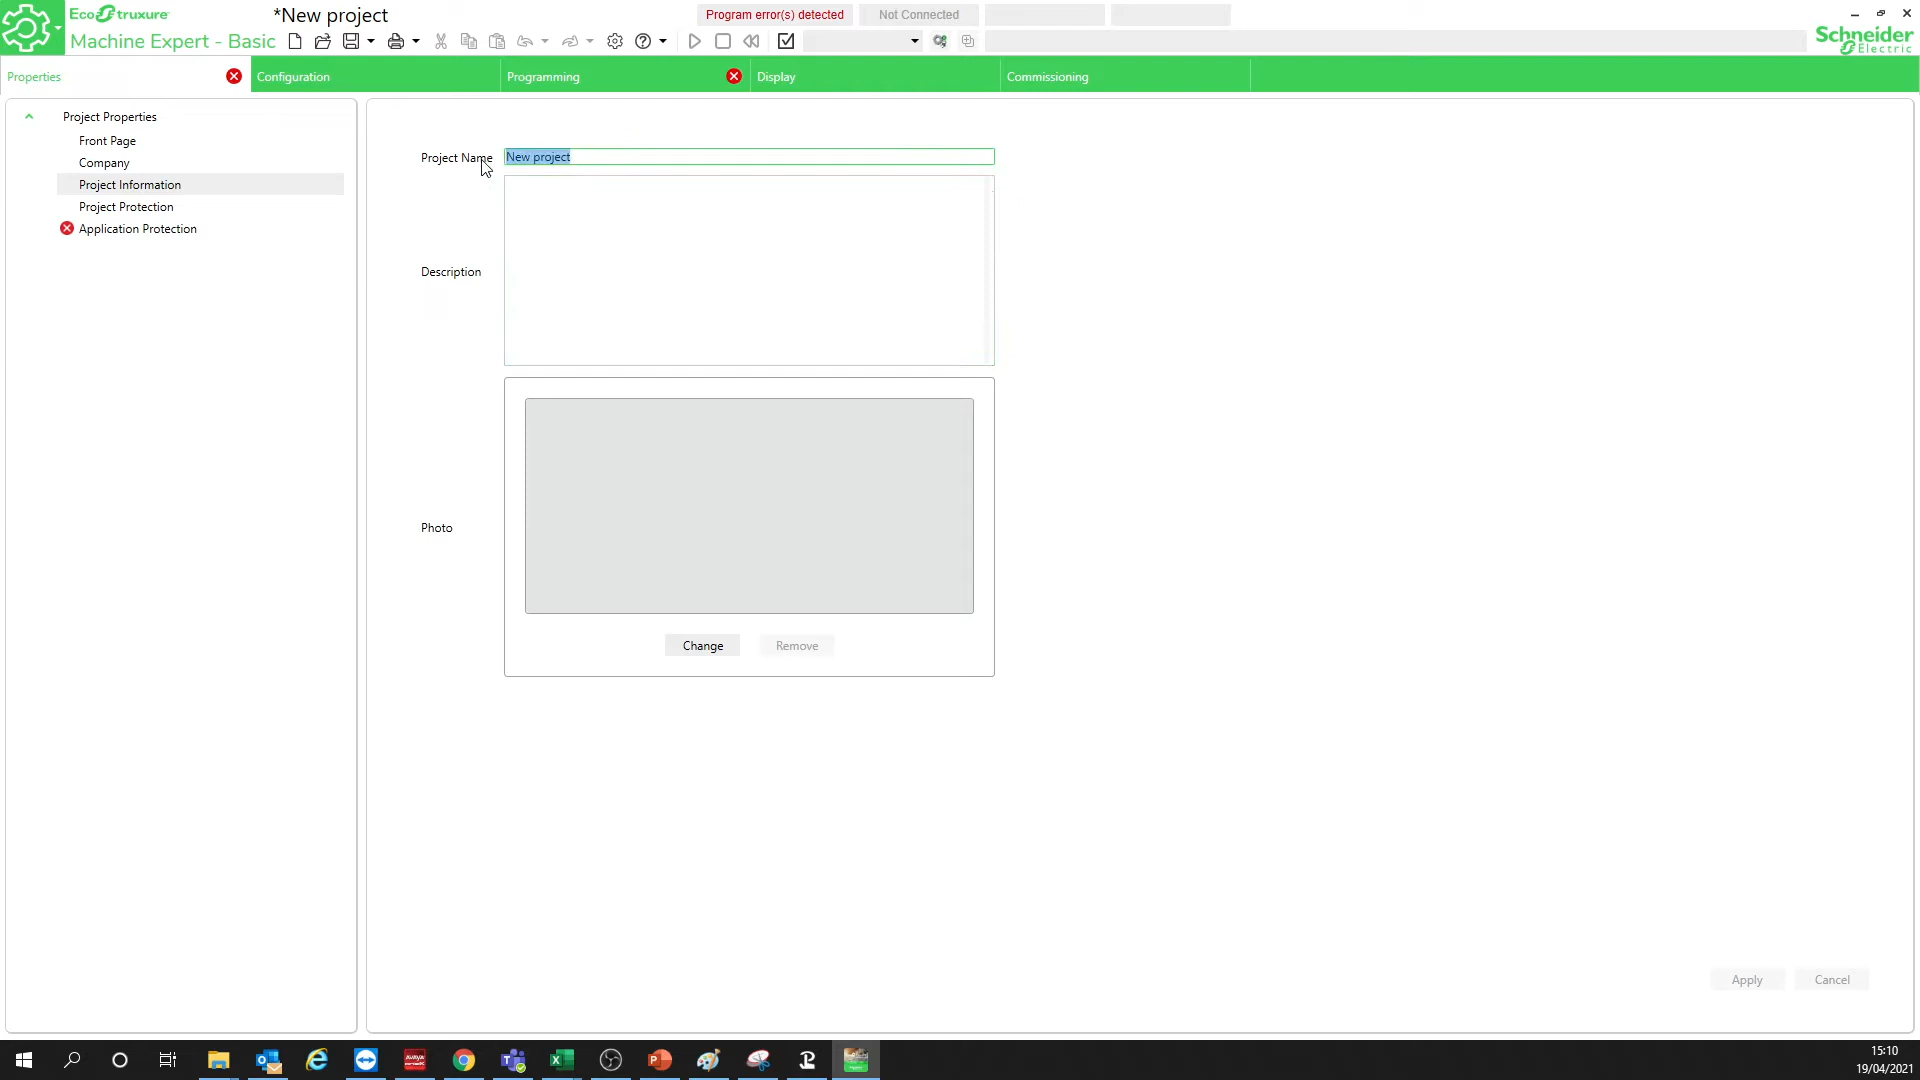 EcoStruxure
Machine Expert - Basic
*New project
Program error(s) detected
Not Connected
Schneider
Electric
Properties
Configuration
Programming
Display
Commissioning
Project Properties
Front Page
Company
Project Information
Project Protection
Application Protection
Project Name
New project
Description
Photo
Change
Remove
Apply
Cancel
15:10
19/04/2021